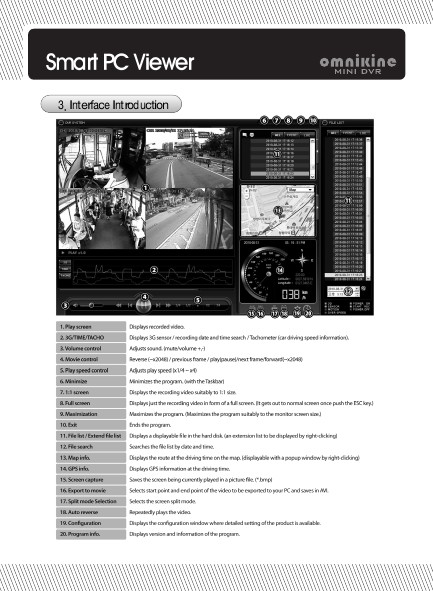 Smart PC Viewer
omnikine
MINI DVR
3. Interface Introduction
FILE LIST
Map
038
1. Play screen Displays recorded video.
2. 3G/TIME/TACHO Displays 3G sensor / recording date and time search / Tachometer (car driving speed information).
3. Volume control Adjusts sound. (mute/volume +,-)
4. Movie control Reverse (~x2048) / previous frame / play(pause)/next frame/forward(~x2048)
5. Play speed control Adjusts play speed (x1/4 ~ x4)
6. Minimize Minimizes the program. (with the Taskbar)
7. 1:1 screen Displays the recording video suitably to 1:1 size.
8. Full screen Displays just the recording video in form of a full screen. (It gets out to normal screen once push the ESC key.)
9. Maximization Maximizes the program. (Maximizes the program suitably to the monitor screen size.)
10. Exit Ends the program.
11. File list / Extend file list Displays a displayable file in the hard disk. (an extension list to be displayed by right-clicking)
12. File search Searches the file list by date and time.
13. Map info. Displays the route at the driving time on the map. (displayable with a popup window by right-clicking)
14. GPS info. Displays GPS information at the driving time.
15. Screen capture Saves the screen being currently played in a picture file. (*.bmp)
16. Export to movie Selects start point and end point of the video to be exported to your PC and saves in AVI.
17. Split mode Selection Selects the screen split mode.
18. Auto reverse Repeatedly plays the video.
19. Configuration Displays the configuration window where detailed setting of the product is available.
20. Program info. Displays version and information of the program.